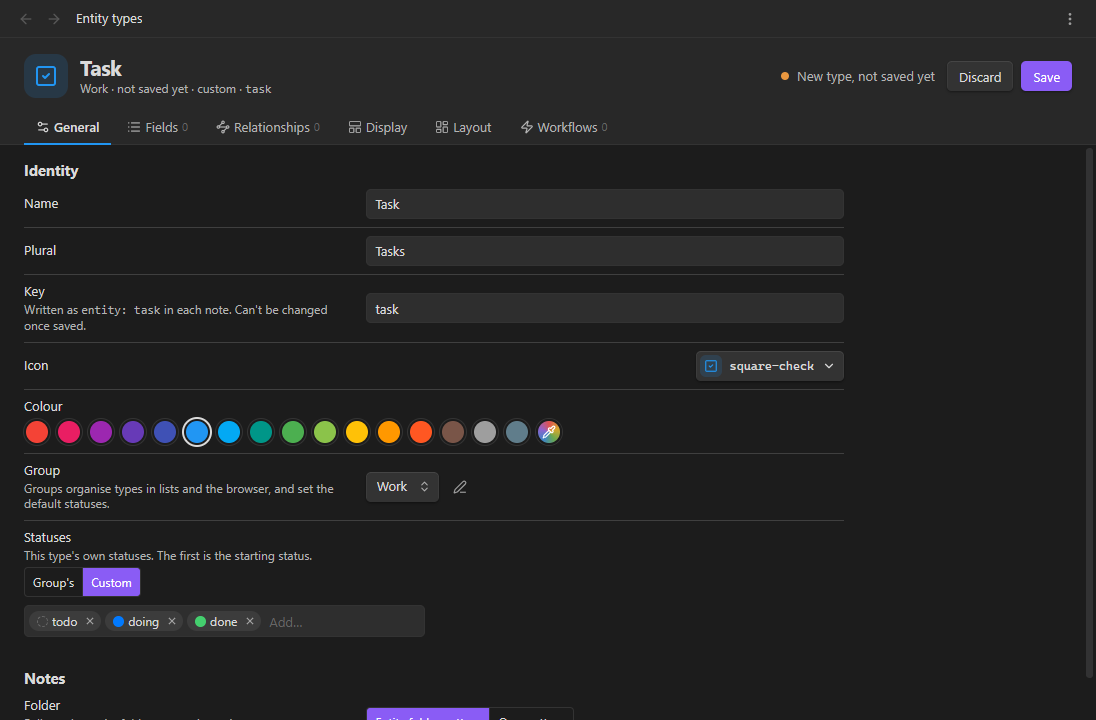 Entity types
Task
Work · not saved yet · custom · task
New type, not saved yet
Discard
Save
General
Fields 0
Relationships 0
Display
Layout
Workflows 0
Identity
Name
Task
Plural
Tasks
Key
Written as entity: task in each note. Can't be changed
once saved.
task
Icon
square-check
Colour
Group
Groups organise types in lists and the browser, and set the
default statuses.
Work
Statuses
This type's own statuses. The first is the starting status.
Group's
Custom
todo
doing
done
Add...
Notes
Folder